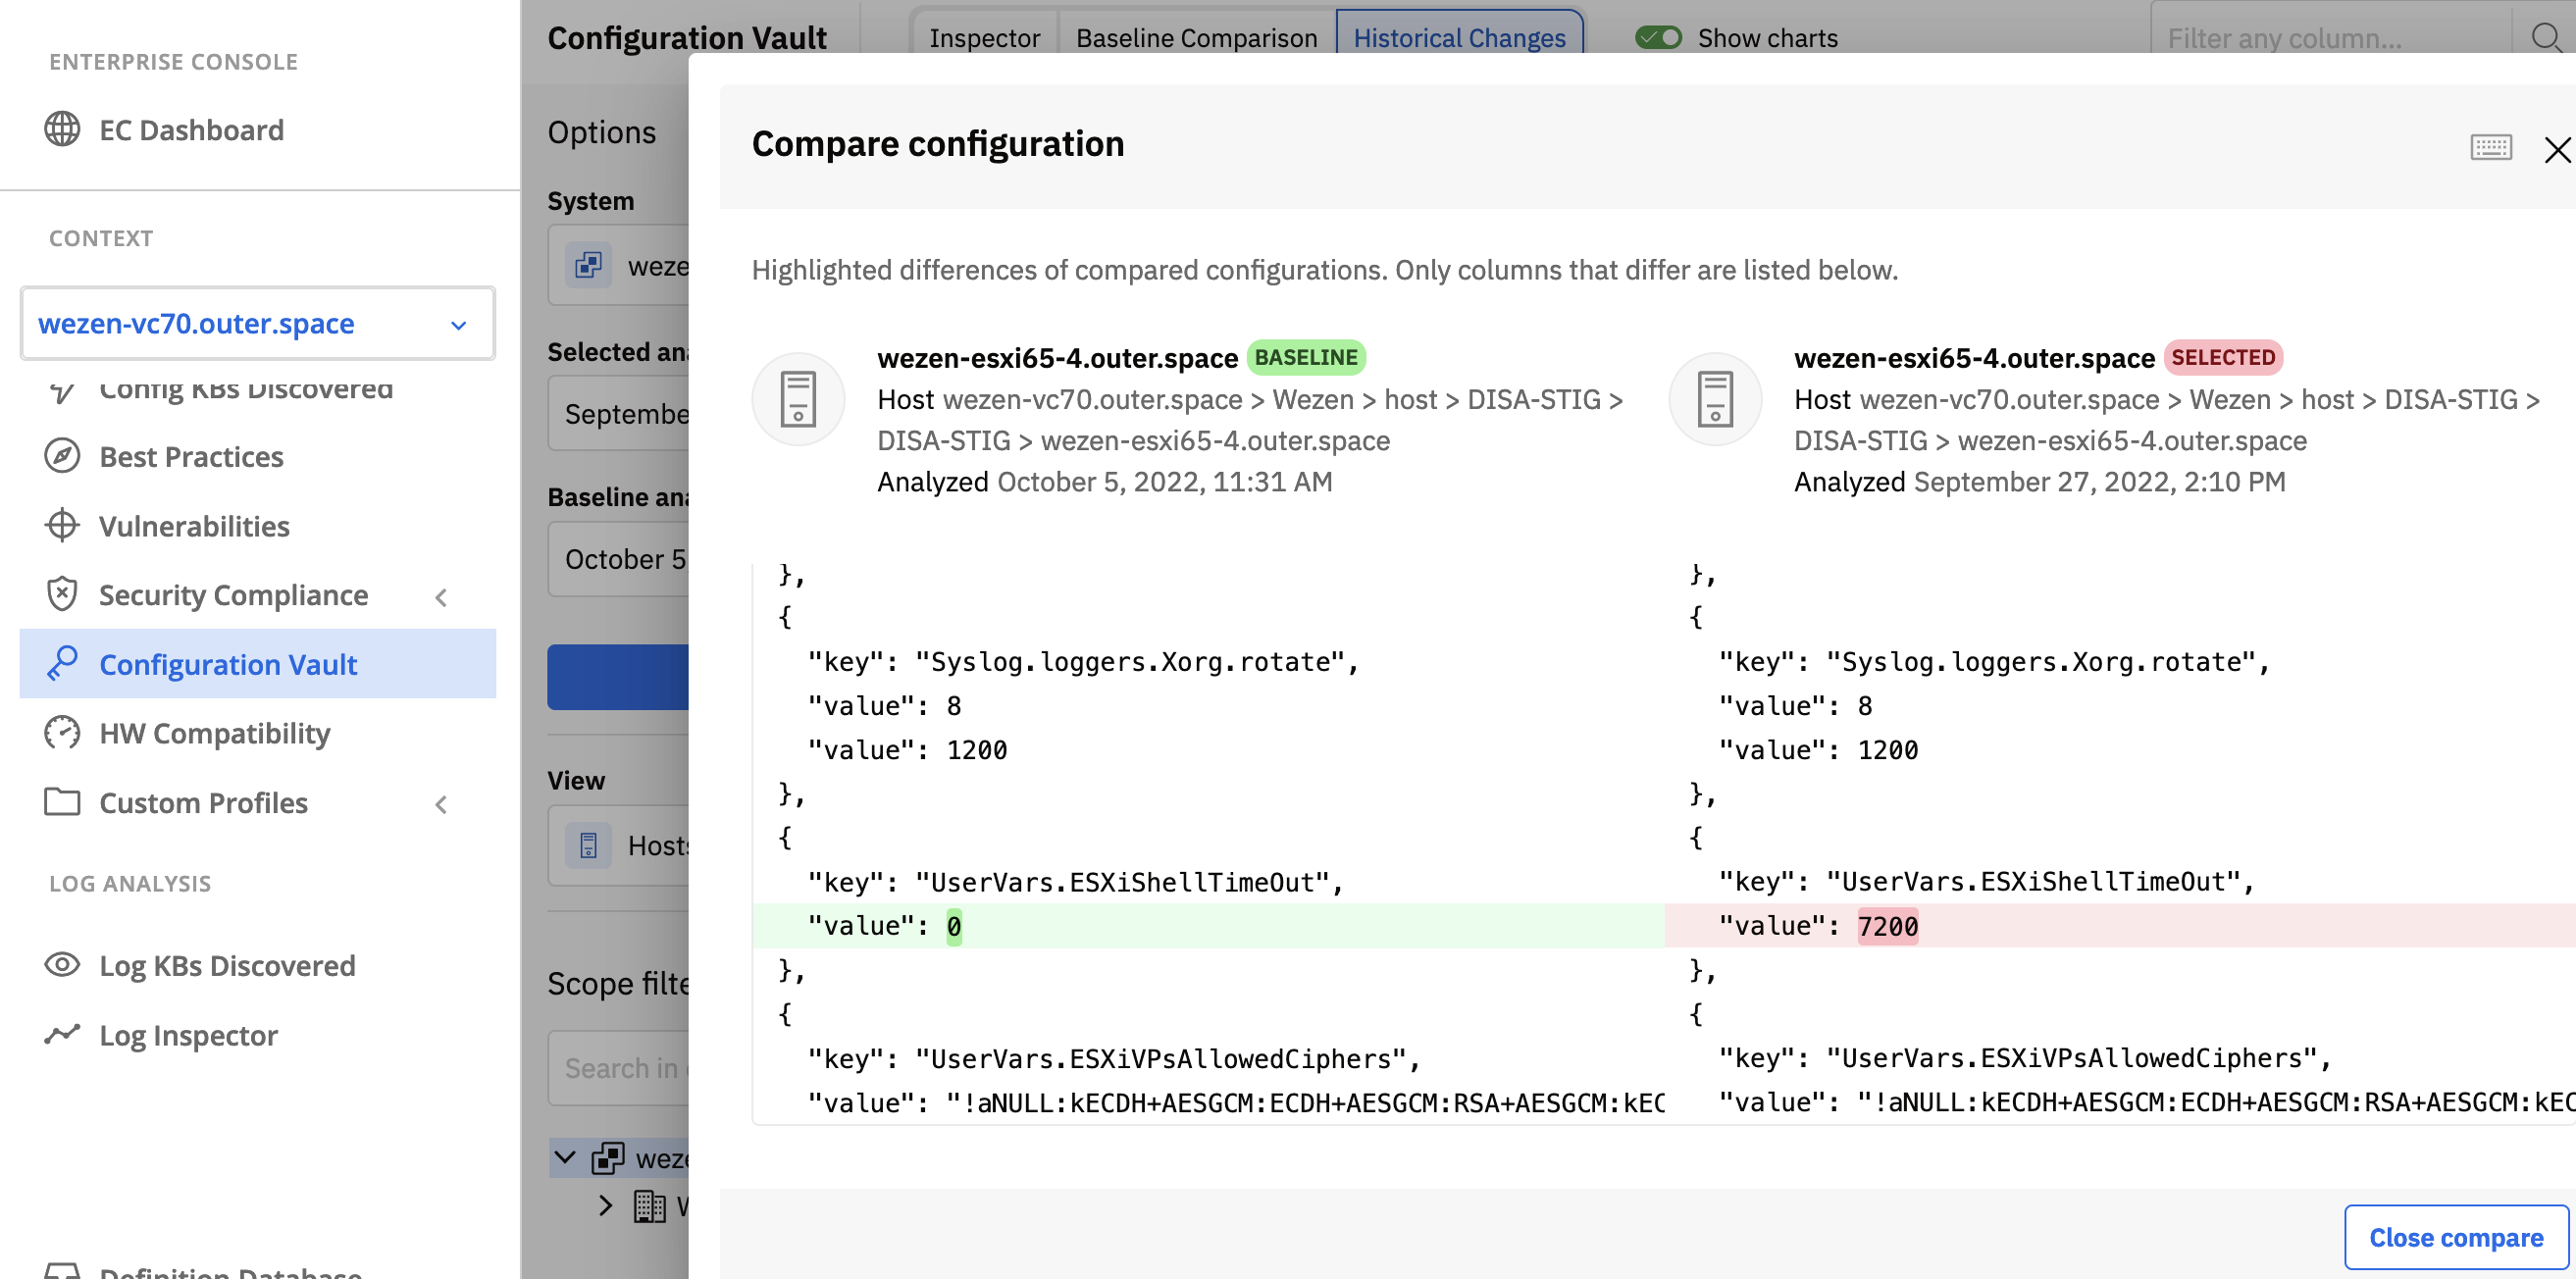 ENTERPRISE CONSOLE
EC Dashboard
CONTEXT
wezen-vc70.outer.space
Config KBs Discovered
Best Practices
Vulnerabilities
Security Compliance
Configuration Vault
HW Compatibility
Custom Profiles
LOG ANALYSIS
Log KBs Discovered
Log Inspector
Definition Database
Configuration Vault
Inspector
Baseline Comparison
Historical Changes
Show charts
Filter any column...
Options
System
weze
Selected an
Septembe
Baseline ana
October 5
View
Hosts
Scope filte
Search in
weze
Compare configuration
Highlighted differences of compared configurations. Only columns that differ are listed below.
wezen-esxi65-4.outer.space BASELINE
Host wezen-vc70.outer.space > Wezen > host > DISA-STIG >
DISA-STIG > wezen-esxi65-4.outer.space
Analyzed October 5, 2022, 11:31 AM
wezen-esxi65-4.outer.space SELECTED
Host wezen-vc70.outer.space > Wezen > host > DISA-STIG >
DISA-STIG > wezen-esxi65-4.outer.space
Analyzed September 27, 2022, 2:10 PM
},
{
"key": "Syslog.loggers.Xorg.rotate",
"value": 8
"value": 1200
},
{
"key": "UserVars.ESXiShellTimeOut",
"value": 0
},
{
"key": "UserVars.ESXiVPsAllowedCiphers",
"value": "!aNULL:kECDH+AESGCM:ECDH+AESGCM:RSA+AESGCM:kEC
},
{
"key": "Syslog.loggers.Xorg.rotate",
"value": 8
"value": 1200
},
{
"key": "UserVars.ESXiShellTimeOut",
"value": 7200
},
{
"key": "UserVars.ESXiVPsAllowedCiphers",
"value": "!aNULL:kECDH+AESGCM:ECDH+AESGCM:RSA+AESGCM:kEC
Close compare